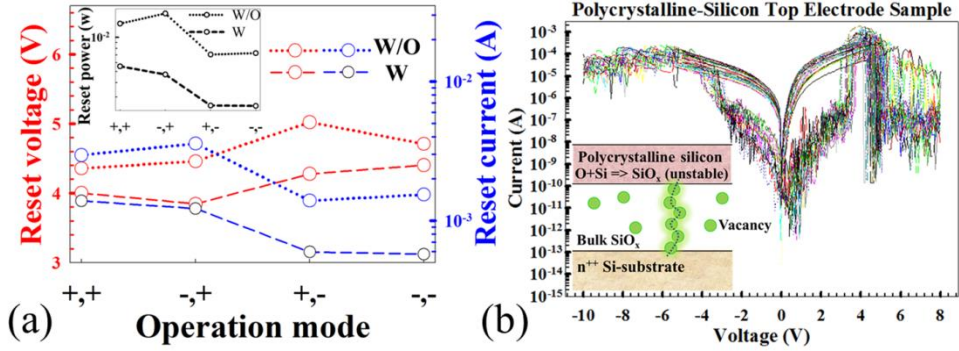 Polycrystalline-Silicon Top Electrode Sample
Reset voltage (V)
6
5
4
3
Reset power (w)
10⁻²
W/O
W
+,+
-,+
+,-
-,-
W/O
W
10⁻²
10⁻³
Reset current (A)
+,+
-,+
+,-
-,-
Operation mode
(a)
Current (A)
10⁻³
10⁻⁴
10⁻⁵
10⁻⁶
10⁻⁷
10⁻⁸
10⁻⁹
10⁻¹⁰
10⁻¹¹
10⁻¹²
10⁻¹³
10⁻¹⁴
10⁻¹⁵
Polycrystalline silicon
O+Si => SiOₓ (unstable)
Vacancy
Bulk SiOₓ
n⁺⁺ Si-substrate
-10 -8 -6 -4 -2 0 2 4 6 8
Voltage (V)
(b)